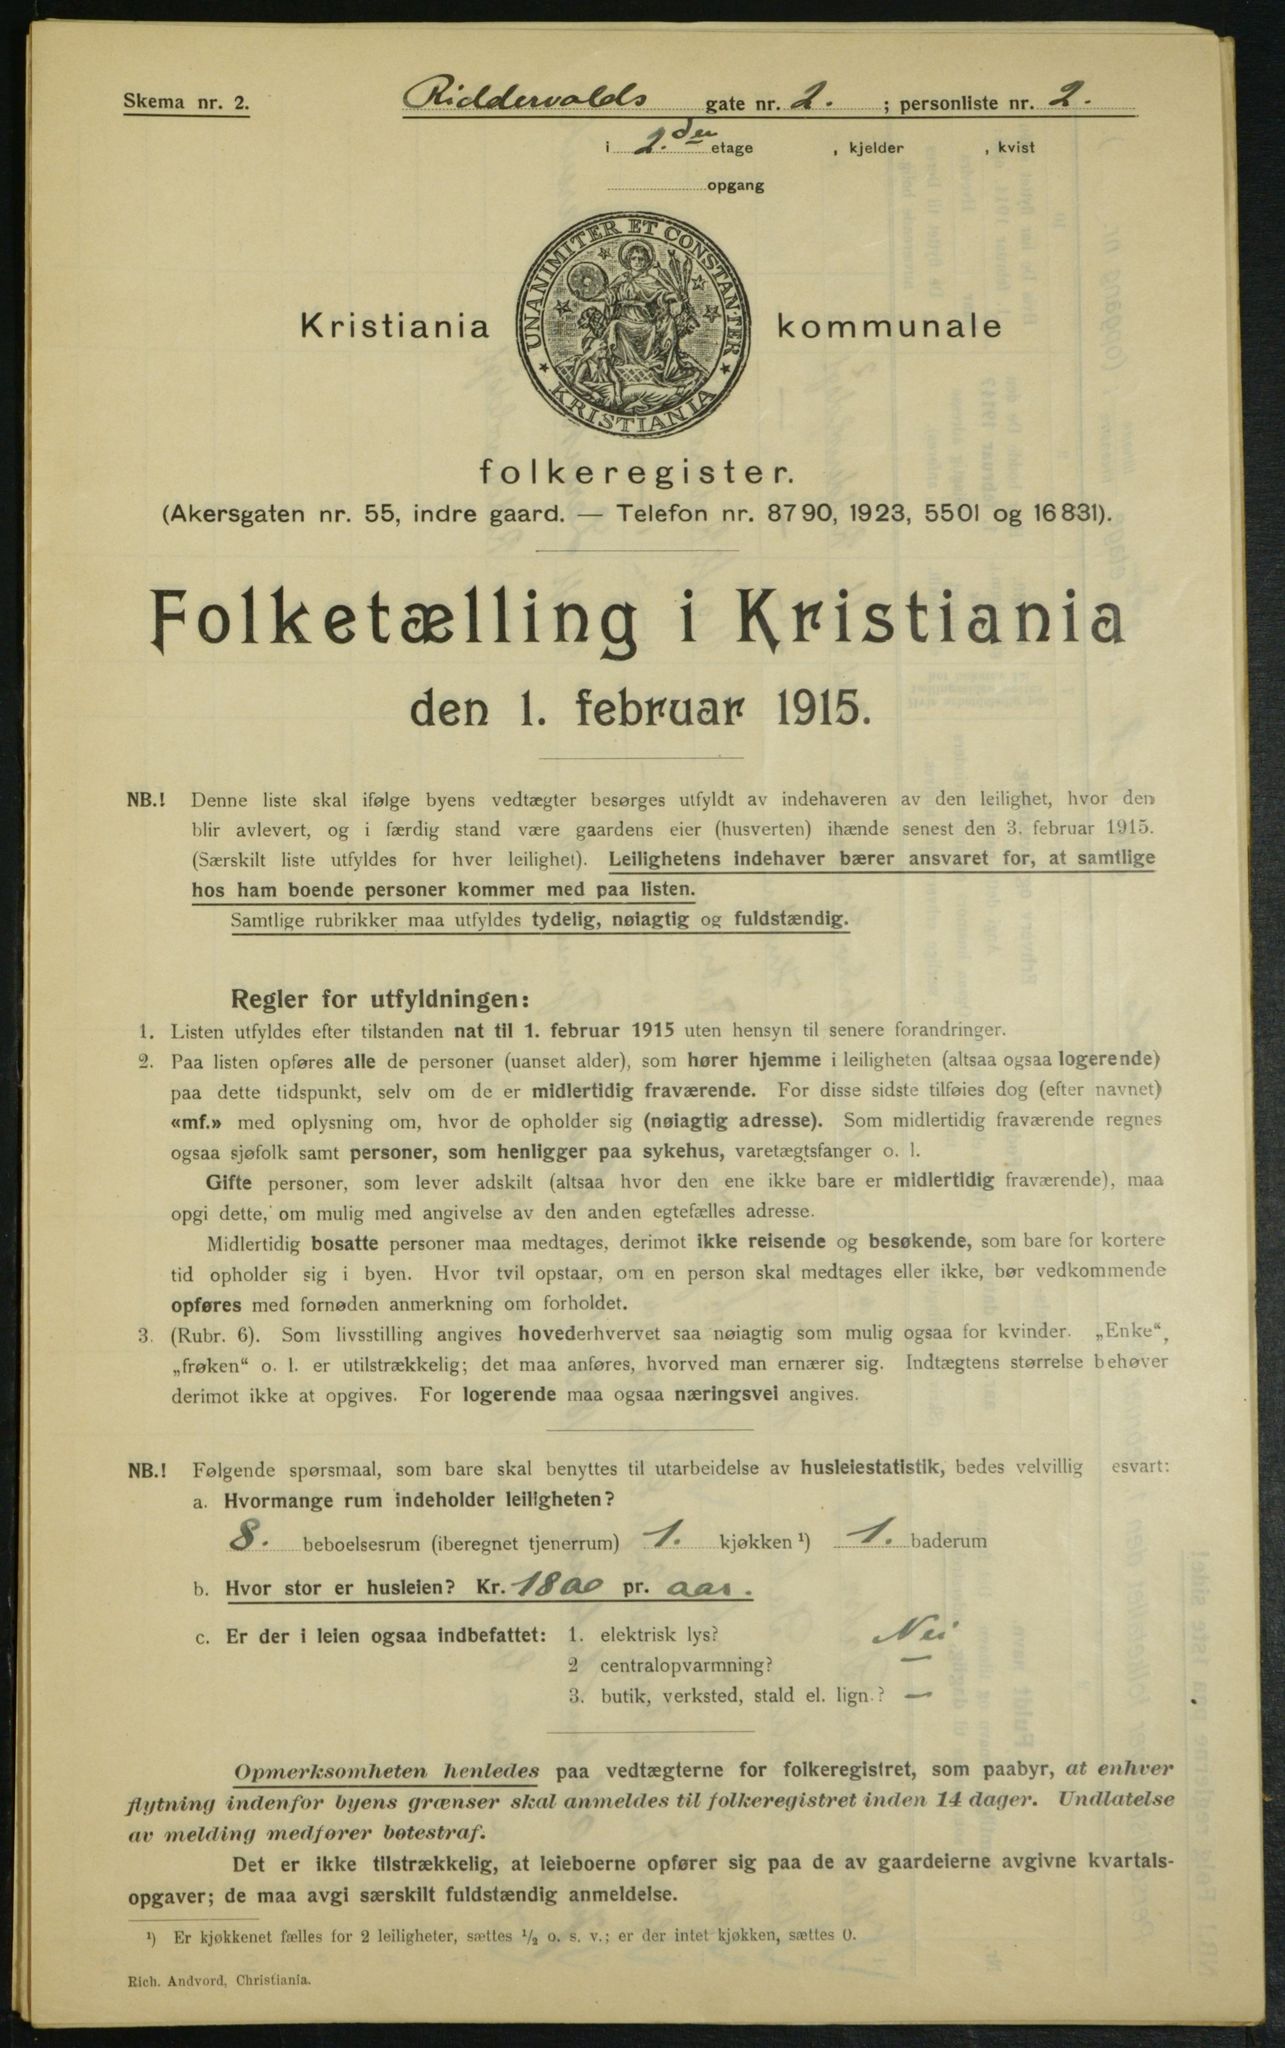 Skema nr. 2.
Riddervolds gate nr. 2. ; personliste nr. 2.
i 2.den etage , kjelder , kvist
opgang
UNANIMITER ET CONSTANTER
★ KRISTIANIA ★
Kristiania kommunale
folkeregister.
(Akersgaten nr. 55, indre gaard. — Telefon nr. 8790, 1923, 5501 og 16831).
Folketælling i Kristiania
den 1. februar 1915.
NB.! Denne liste skal ifølge byens vedtægter besørges utfyldt av indehaveren av den leilighet, hvor den
blir avlevert, og i færdig stand være gaardens eier (husverten) ihænde senest den 3. februar 1915.
(Særskilt liste utfyldes for hver leilighet). Leilighetens indehaver bærer ansvaret for, at samtlige
hos ham boende personer kommer med paa listen.
Samtlige rubrikker maa utfyldes tydelig, nøiagtig og fuldstændig.
Regler for utfyldningen:
1. Listen utfyldes efter tilstanden nat til 1. februar 1915 uten hensyn til senere forandringer.
2. Paa listen opføres alle de personer (uanset alder), som hører hjemme i leiligheten (altsaa ogsaa logerende)
paa dette tidspunkt, selv om de er midlertidig fraværende. For disse sidste tilføies dog (efter navnet)
«mf.» med oplysning om, hvor de opholder sig (nøiagtig adresse). Som midlertidig fraværende regnes
ogsaa sjøfolk samt personer, som henligger paa sykehus, varetægtsfanger o. l.
Gifte personer, som lever adskilt (altsaa hvor den ene ikke bare er midlertidig fraværende), maa
opgi dette, om mulig med angivelse av den anden egtefælles adresse.
Midlertidig bosatte personer maa medtages, derimot ikke reisende og besøkende, som bare for kortere
tid opholder sig i byen. Hvor tvil opstaar, om en person skal medtages eller ikke, bør vedkommende
opføres med fornøden anmerkning om forholdet.
3. (Rubr. 6). Som livsstilling angives hovederhvervet saa nøiagtig som mulig ogsaa for kvinder. „Enke“,
„frøken“ o. l. er utilstrækkelig; det maa anføres, hvorved man ernærer sig. Indtægtens størrelse behøver
derimot ikke at opgives. For logerende maa ogsaa næringsvei angives.
NB.! Følgende spørsmaal, som bare skal benyttes til utarbeidelse av husleiestatistik, bedes velvillig esvart:
a. Hvormange rum indeholder leiligheten?
8. beboelsesrum (iberegnet tjenerrum) 1. kjøkken ¹) 1. baderum
b. Hvor stor er husleien? Kr. 1800 pr. aar.
c. Er der i leien ogsaa indbefattet: 1. elektrisk lys? Nei
2 centralopvarmning? —
3. butik, verksted, stald el. lign.? —
Opmerksomheten henledes paa vedtægterne for folkeregistret, som paabyr, at enhver
flytning indenfor byens grænser skal anmeldes til folkeregistret inden 14 dager. Undlatelse
av melding medfører bøtestraf.
Det er ikke tilstrækkelig, at leieboerne opfører sig paa de av gaardeierne avgivne kvartals-
opgaver; de maa avgi særskilt fuldstændig anmeldelse.
¹) Er kjøkkenet fælles for 2 leiligheter, sættes ½ o. s. v.; er der intet kjøkken, sættes 0.
Rich. Andvord, Christiania.